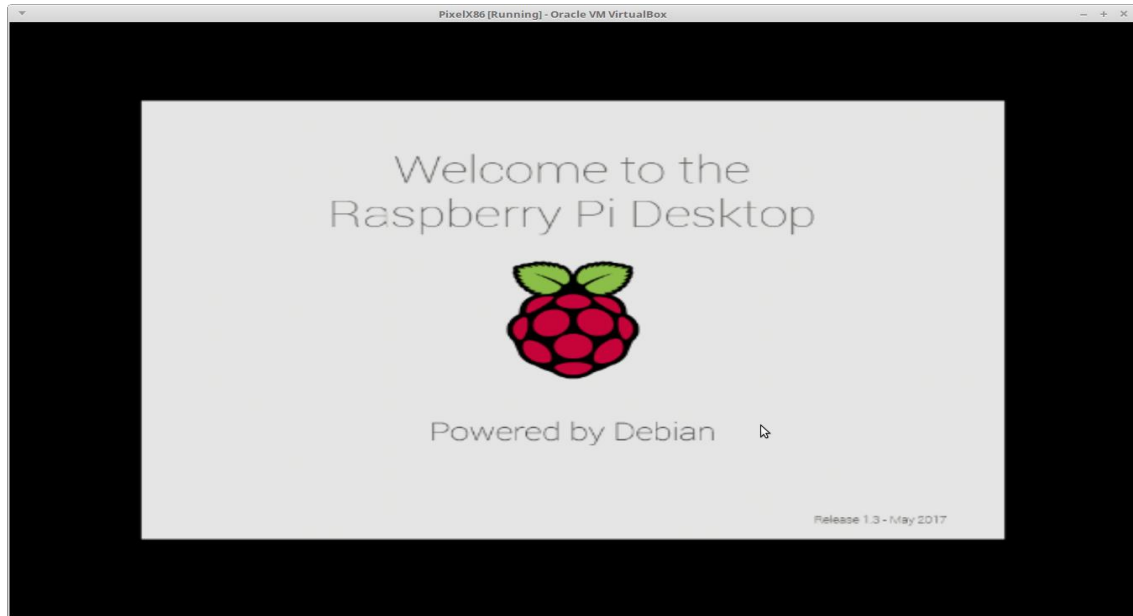 PixelX86 [Running] - Oracle VM VirtualBox
Welcome to the
Raspberry Pi Desktop
Powered by Debian
Release 1.3 - May 2017